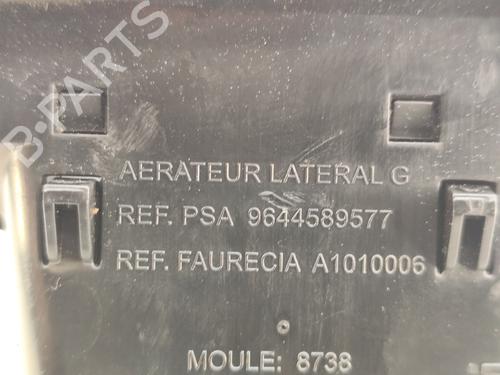 B-PARTS
AERATEUR LATERAL G
REF. PSA 9644589577
REF. FAURECIA A1010006
MOULE: 8738